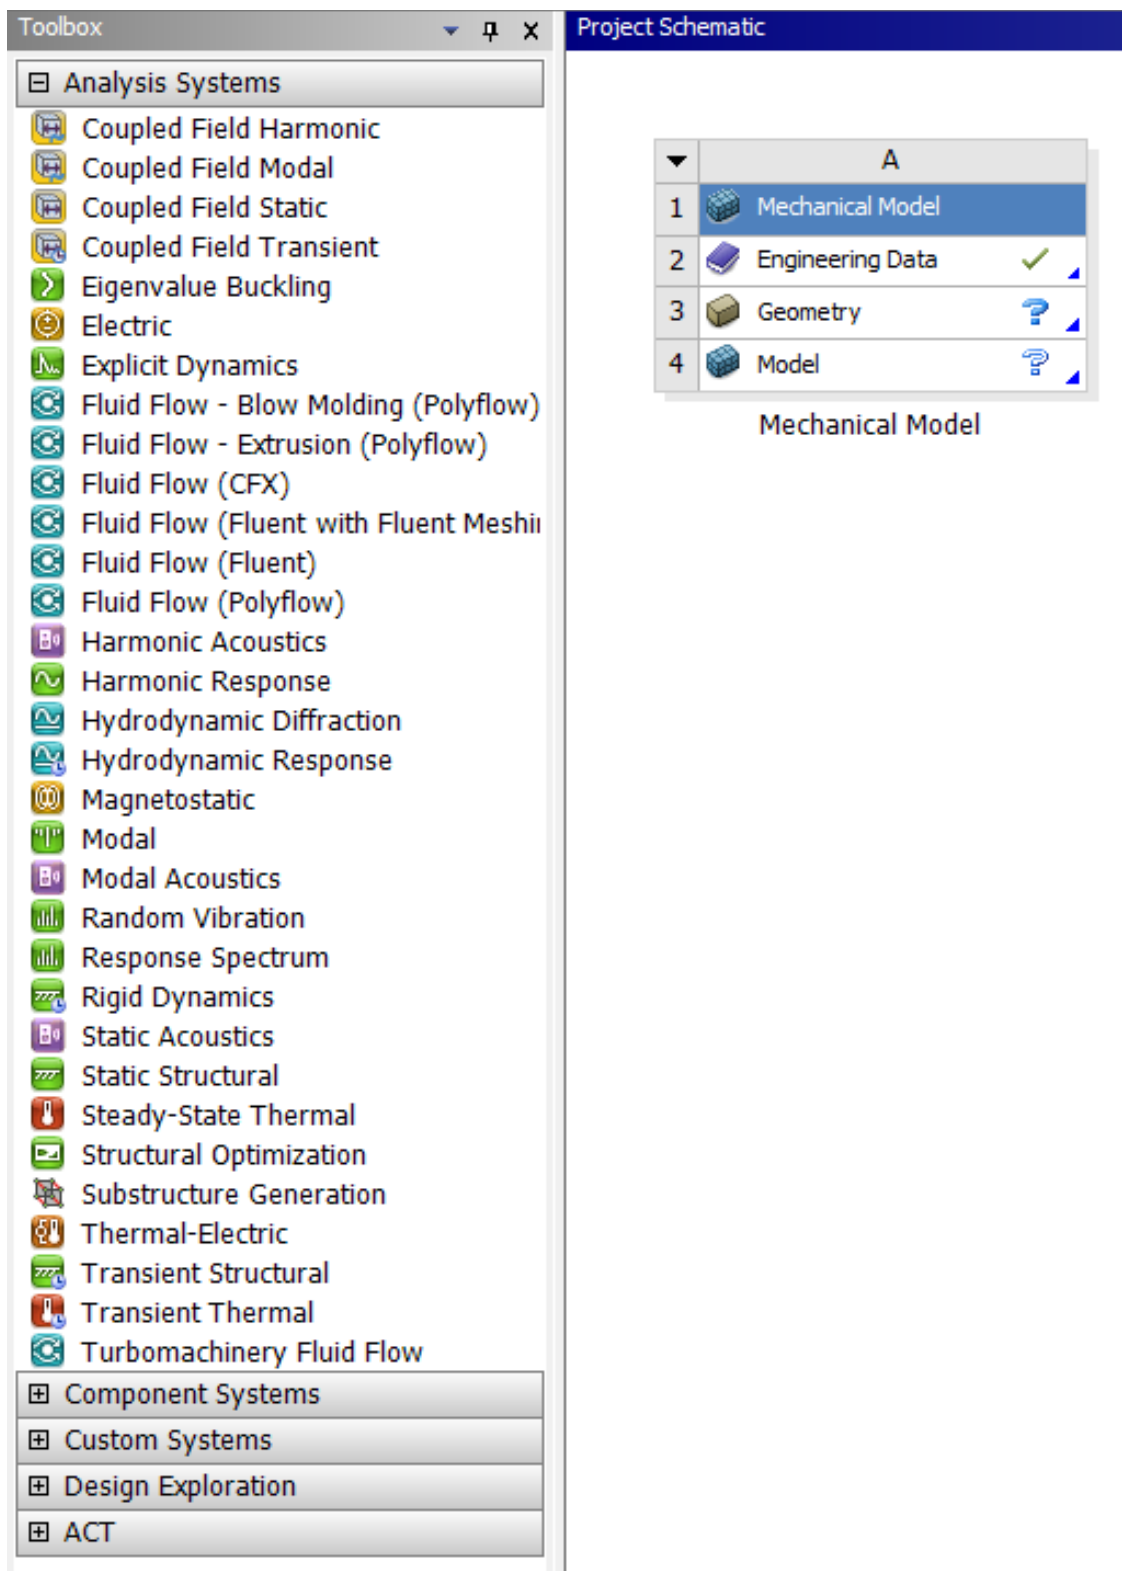 Toolbox
Analysis Systems
Coupled Field Harmonic
Coupled Field Modal
Coupled Field Static
Coupled Field Transient
Eigenvalue Buckling
Electric
Explicit Dynamics
Fluid Flow - Blow Molding (Polyflow)
Fluid Flow - Extrusion (Polyflow)
Fluid Flow (CFX)
Fluid Flow (Fluent with Fluent Meshin
Fluid Flow (Fluent)
Fluid Flow (Polyflow)
Harmonic Acoustics
Harmonic Response
Hydrodynamic Diffraction
Hydrodynamic Response
Magnetostatic
Modal
Modal Acoustics
Random Vibration
Response Spectrum
Rigid Dynamics
Static Acoustics
Static Structural
Steady-State Thermal
Structural Optimization
Substructure Generation
Thermal-Electric
Transient Structural
Transient Thermal
Turbomachinery Fluid Flow
Component Systems
Custom Systems
Design Exploration
ACT
Project Schematic
A
1 Mechanical Model
2 Engineering Data
3 Geometry ?
4 Model ?
Mechanical Model